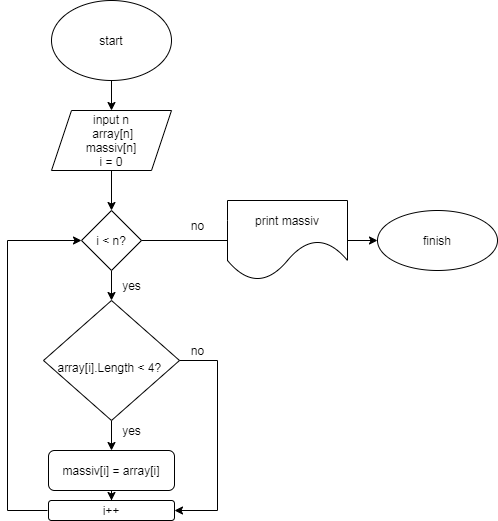 start
input n
array[n]
massiv[n]
i = 0
i < n?
no
print massiv
finish
yes
array[i].Length < 4?
no
yes
massiv[i] = array[i]
i++